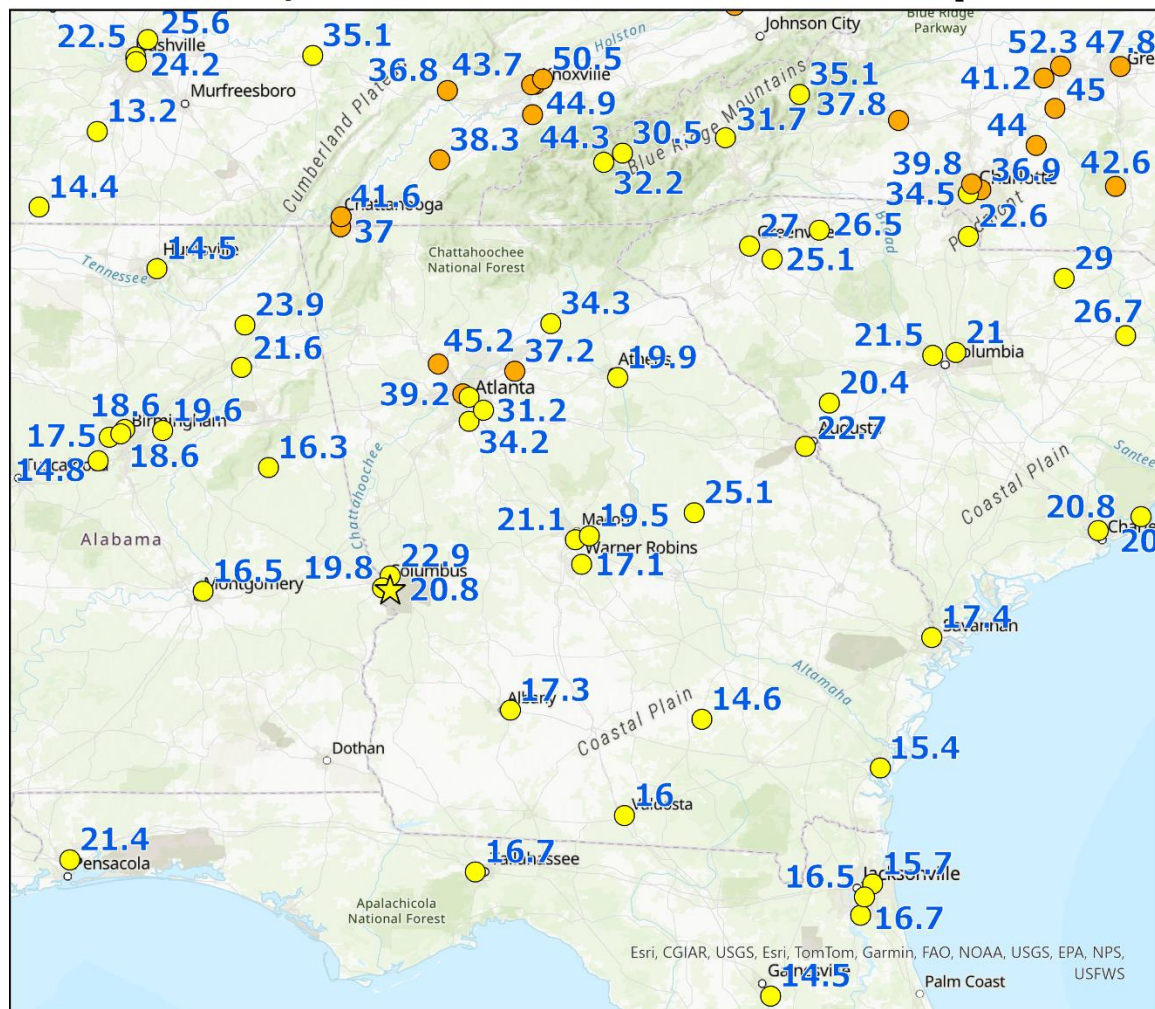 Johnson City
Blue Ridge
Parkway
25.6
22.5
24.2
35.1
36.8
43.7
50.5
Knoxville
Holston
Murfreesboro
13.2
14.4
Cumberland Plateau
44.9
38.3
44.3
30.5
32.2
Blue Ridge Mountains
31.7
35.1
37.8
52.3
47.8
41.2
45
44
42.6
39.8
36.9
Charlotte
34.5
22.6
Piedmont
41.6
Chattanooga
37
Chattahoochee
National Forest
27
Greenville
26.5
25.1
Broad
29
26.7
14.5
Huntsville
Tennessee
23.9
21.6
34.3
45.2
37.2
Athens
19.9
39.2
Atlanta
31.2
34.2
21.5
21
Columbia
20.4
Augusta
22.7
18.6
19.6
Birmingham
17.5
18.6
Tuscaloosa
14.8
16.3
Chattahoochee
Alabama
25.1
21.1
19.5
Macon
Warner Robins
17.1
Coastal Plain
Santee
20.8
20
16.5
Montgomery
19.8
22.9
Columbus
20.8
17.4
Savannah
Altamaha
17.3
Albany
Coastal Plain
14.6
Dothan
15.4
16
Valdosta
21.4
Pensacola
16.7
Tallahassee
Apalachicola
National Forest
15.7
16.5
Jacksonville
16.7
Esri, CGIAR, USGS, Esri, TomTom, Garmin, FAO, NOAA, USGS, EPA, NPS,
USFWS
Gainesville
14.5
Palm Coast